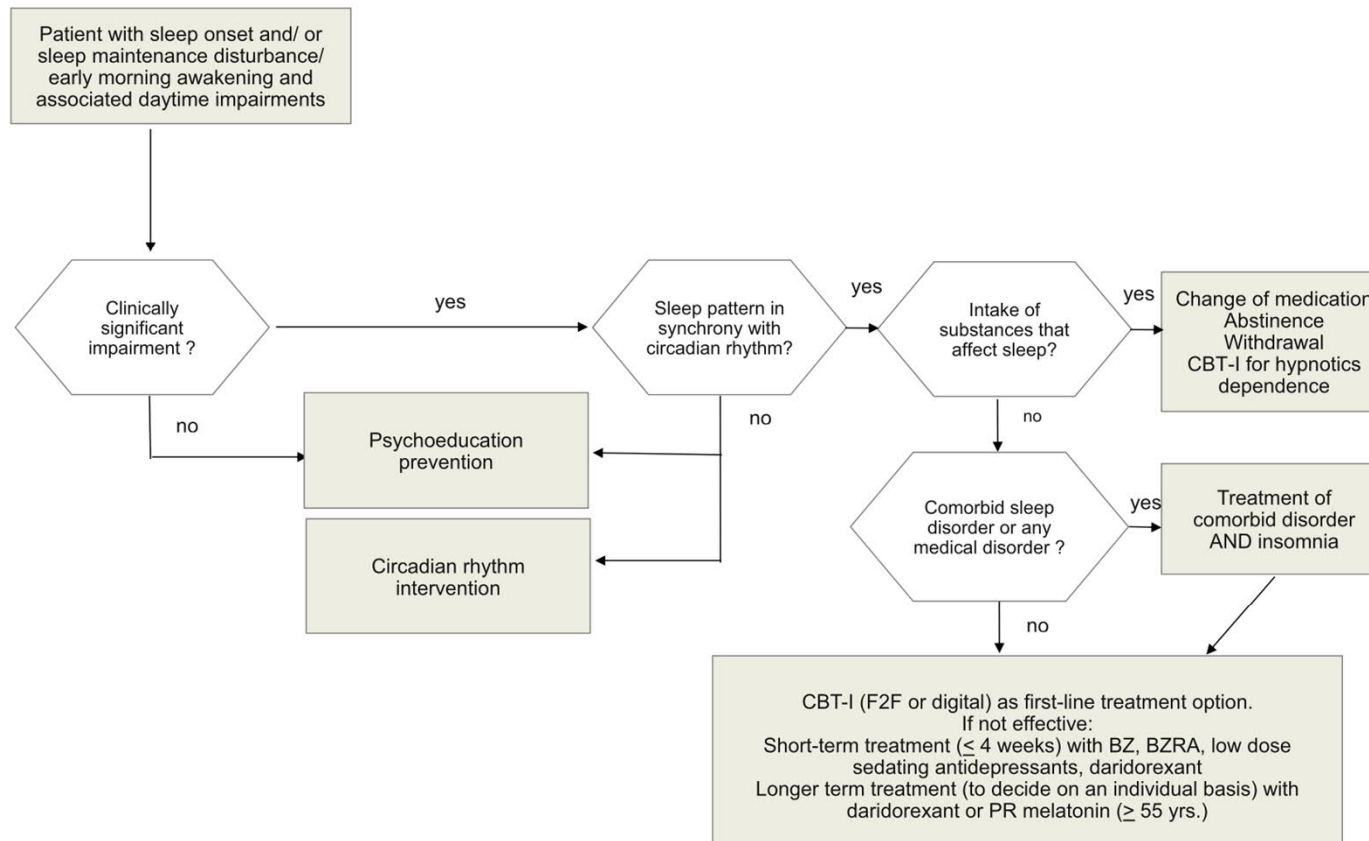 Patient with sleep onset and/ or
sleep maintenance disturbance/
early morning awakening and
associated daytime impairments
Clinically
significant
impairment ?
yes
Sleep pattern in
synchrony with
circadian rhythm?
yes
Intake of
substances that
affect sleep?
yes
Change of medication
Abstinence
Withdrawal
CBT-I for hypnotics
dependence
no
Psychoeducation
prevention
no
Circadian rhythm
intervention
no
Comorbid sleep
disorder or any
medical disorder ?
yes
Treatment of
comorbid disorder
AND insomnia
no
CBT-I (F2F or digital) as first-line treatment option.
If not effective:
Short-term treatment (≤ 4 weeks) with BZ, BZRA, low dose
sedating antidepressants, daridorexant
Longer term treatment (to decide on an individual basis) with
daridorexant or PR melatonin (≥ 55 yrs.)